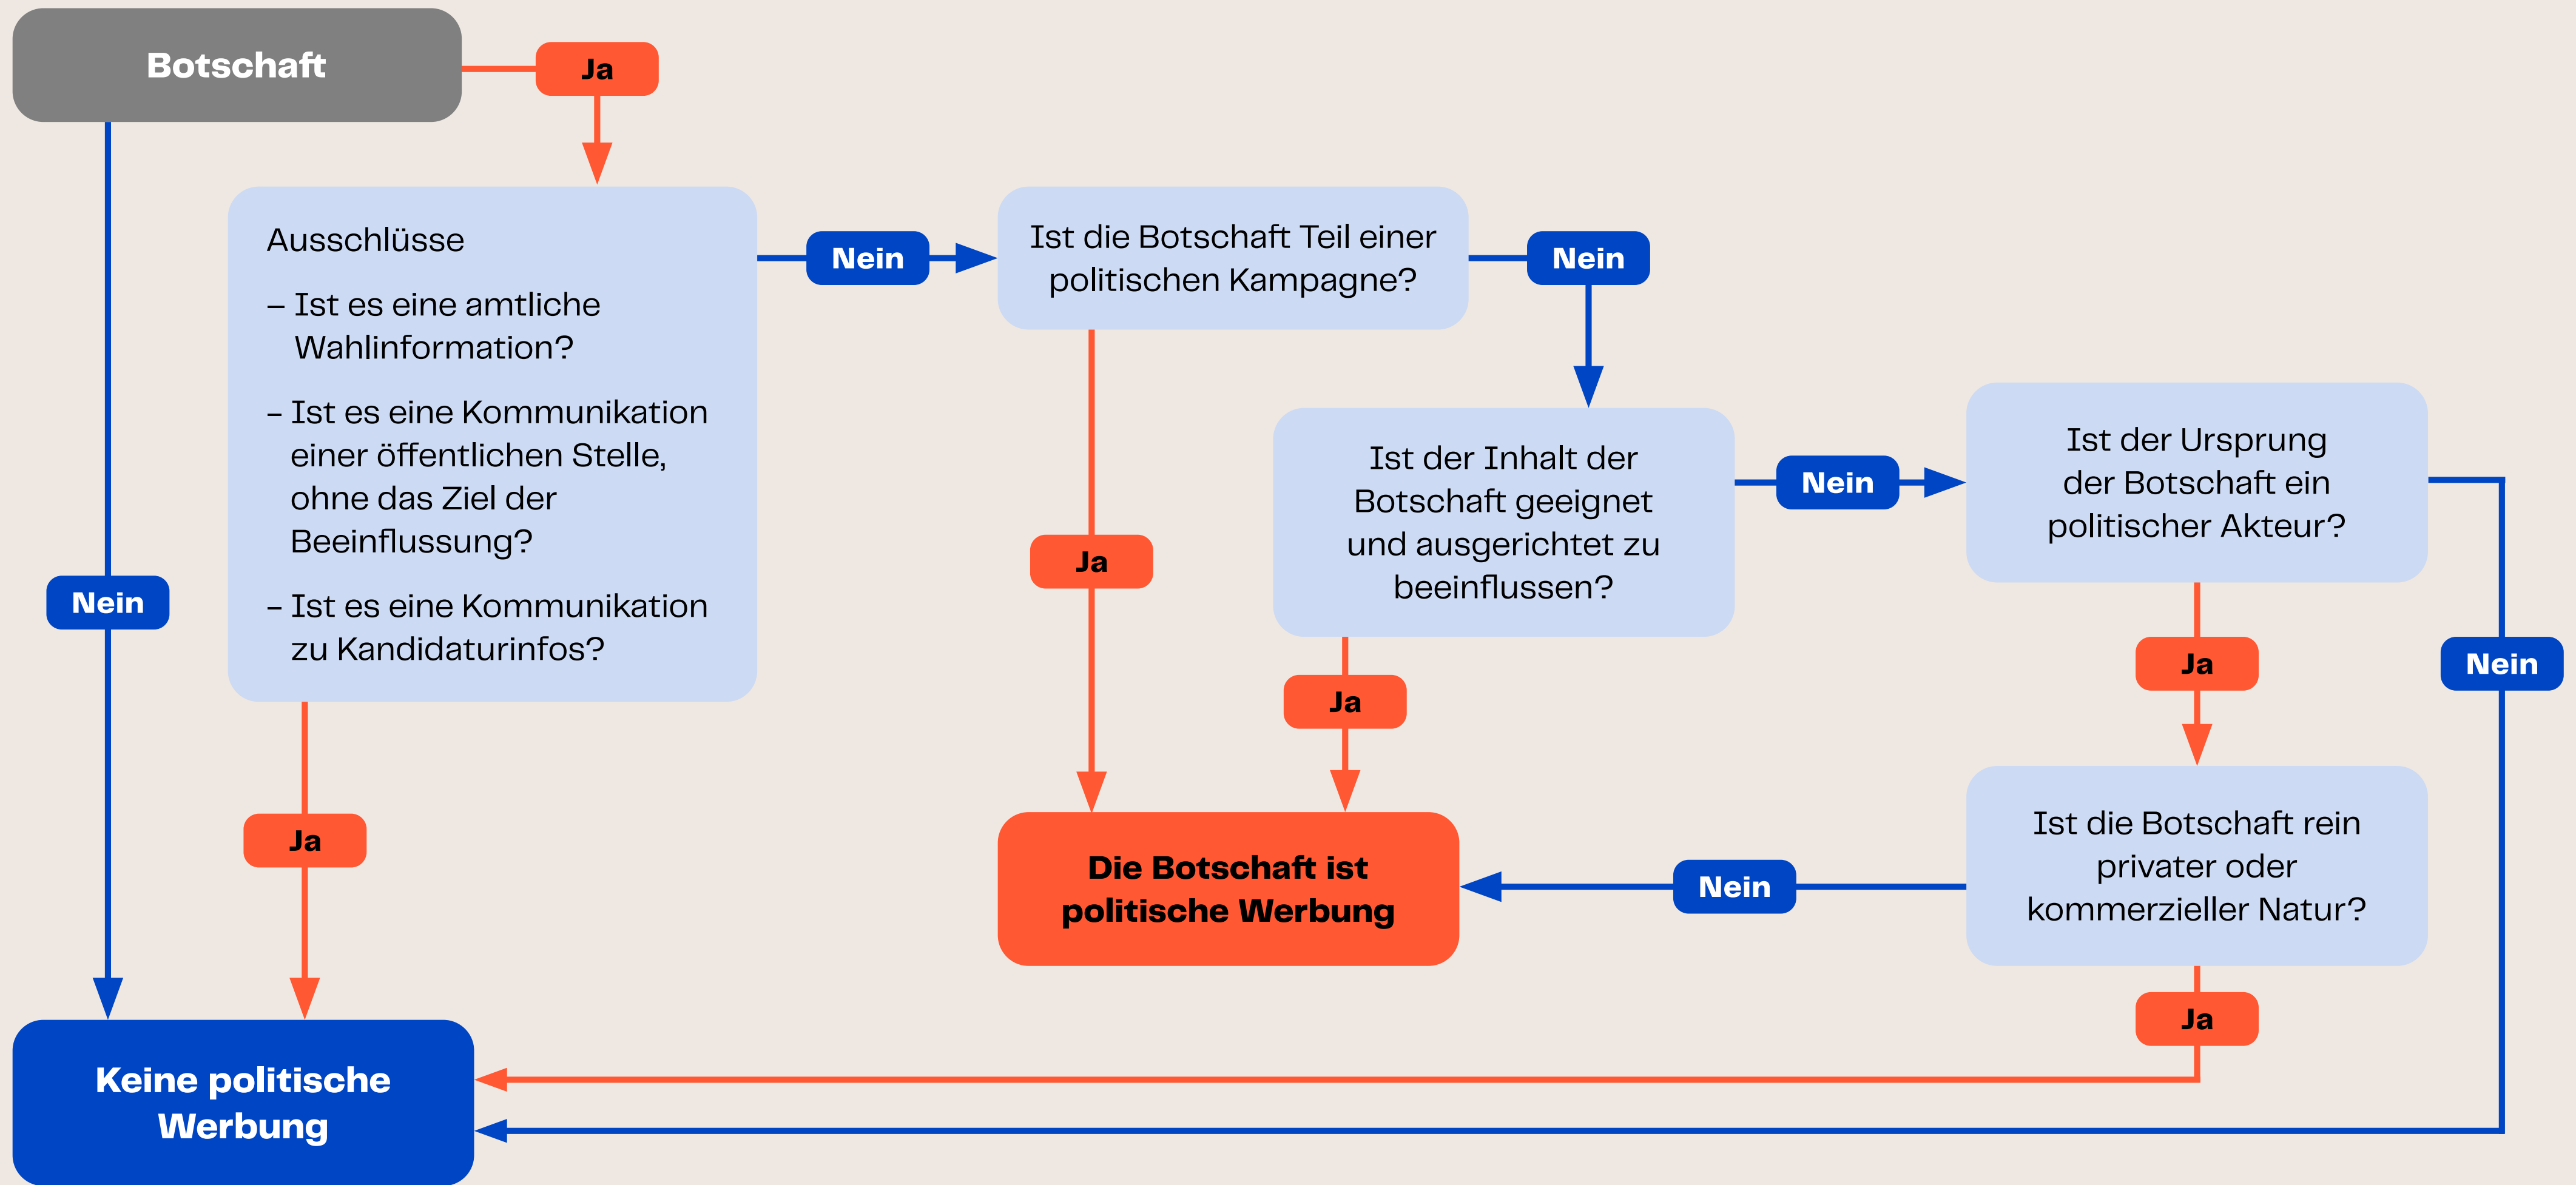 Botschaft
Ja
Ausschlüsse
– Ist es eine amtliche
Wahlinformation?
– Ist es eine Kommunikation
einer öffentlichen Stelle,
ohne das Ziel der
Beeinflussung?
– Ist es eine Kommunikation
zu Kandidaturinfos?
Nein
Ist die Botschaft Teil einer
politischen Kampagne?
Nein
Ist der Inhalt der
Botschaft geeignet
und ausgerichtet zu
beeinflussen?
Nein
Ist der Ursprung
der Botschaft ein
politischer Akteur?
Nein
Ja
Ja
Nein
Ja
Ja
Die Botschaft ist
politische Werbung
Nein
Ist die Botschaft rein
privater oder
kommerzieller Natur?
Ja
Keine politische
Werbung